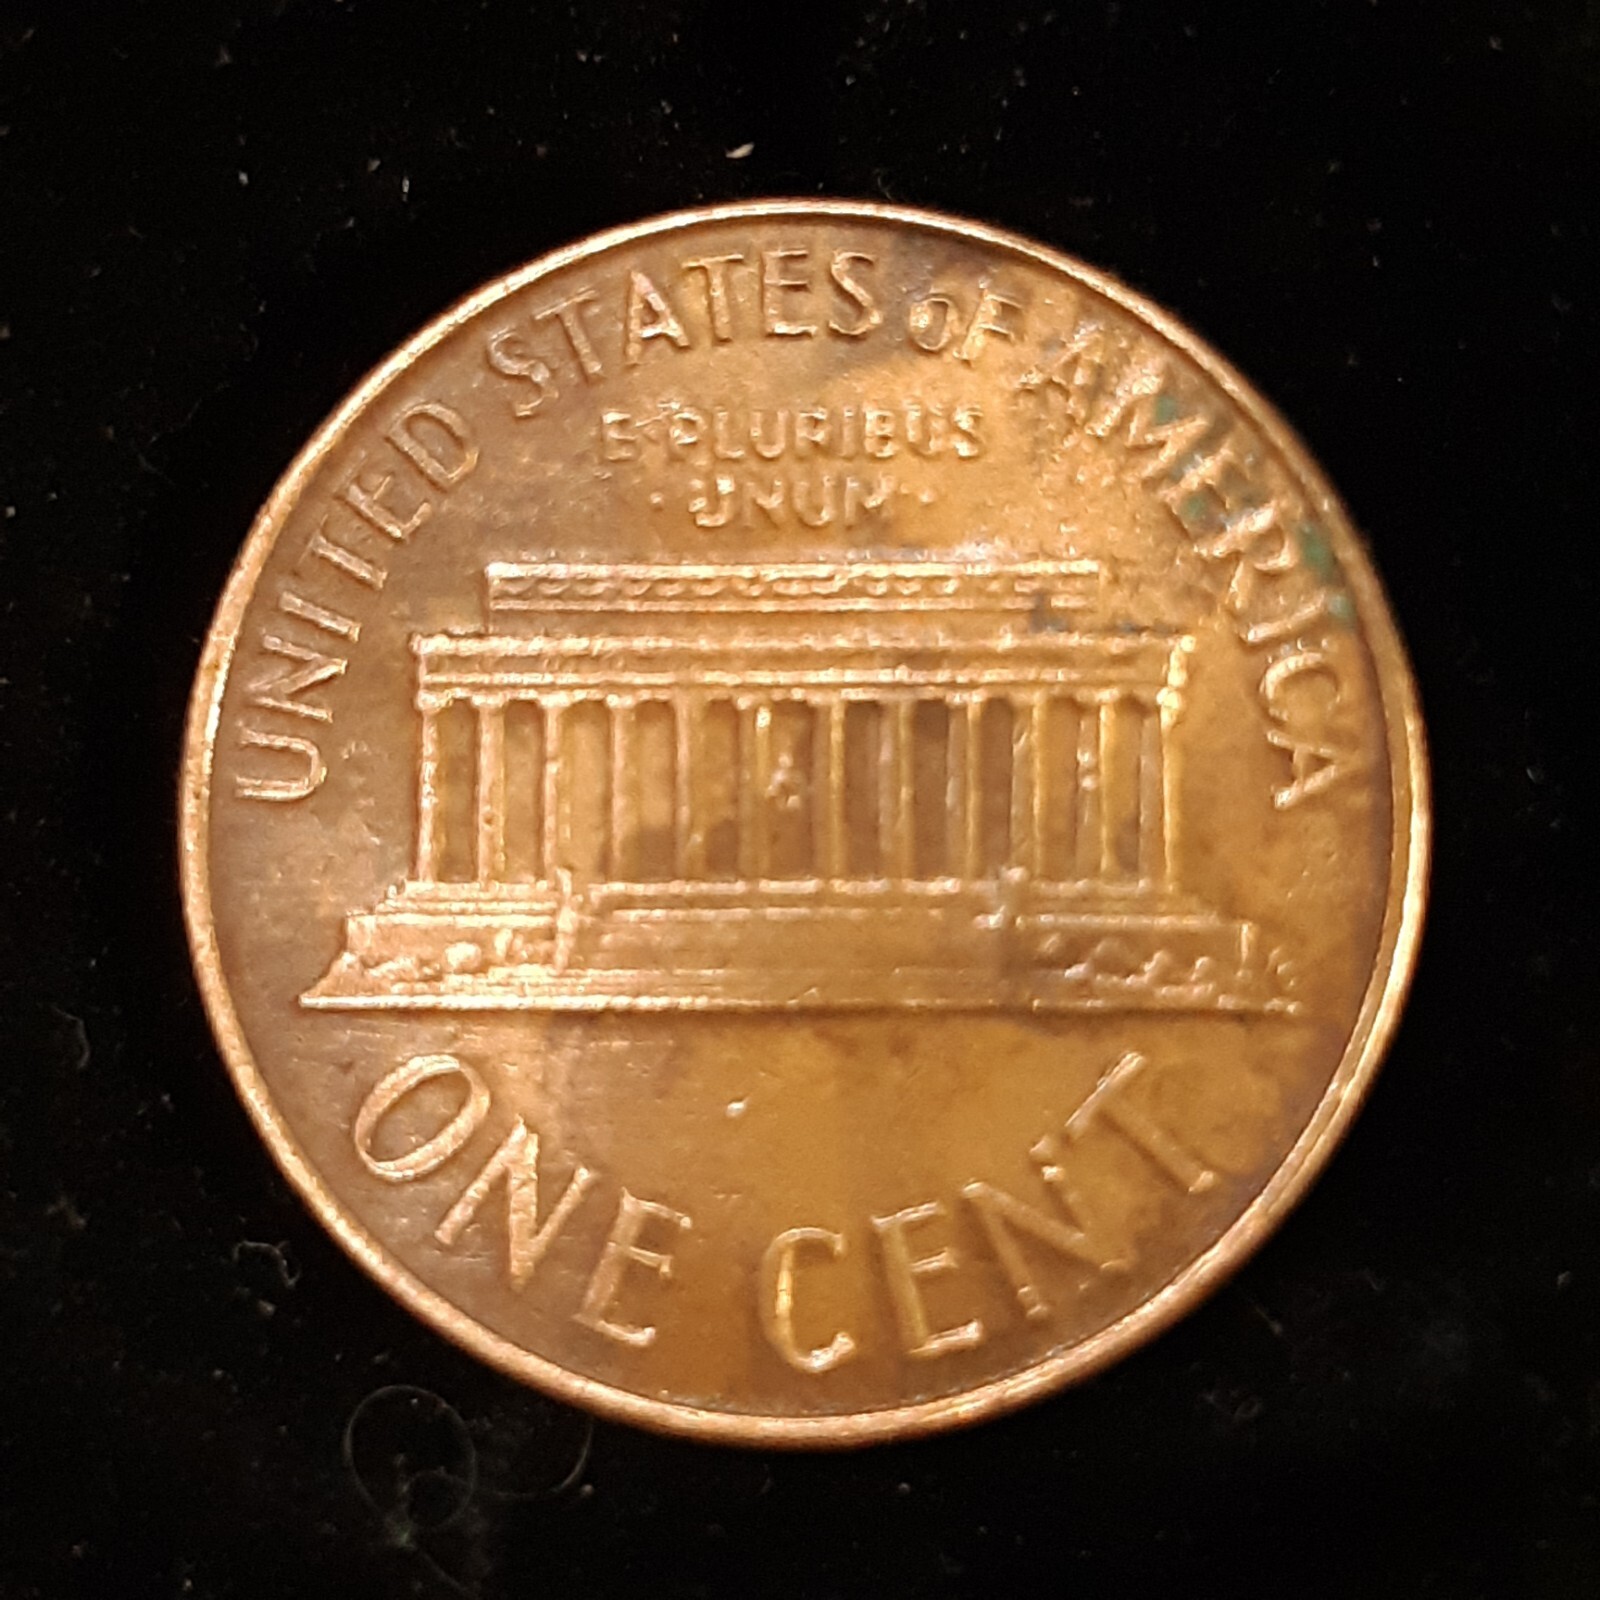 UNITED STATES OF AMERICA
E PLURIBUS
· UNUM ·
ONE CENT